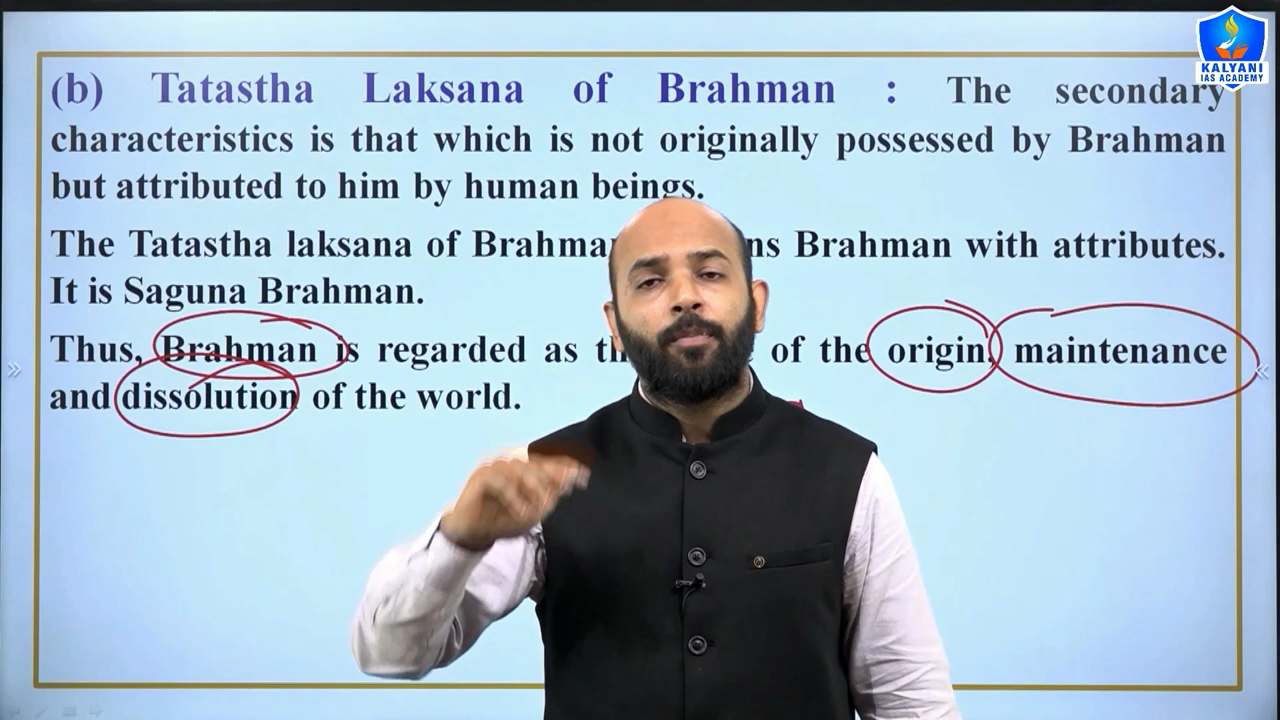 KALYANI
IAS ACADEMY
(b) Tatastha Laksana of Brahman : The secondary
characteristics is that which is not originally possessed by Brahman
but attributed to him by human beings.
The Tatastha laksana of Brahman Brahman with attributes.
It is Saguna Brahman.
Thus, Brahman is regarded as of the origin, maintenance
and dissolution of the world.